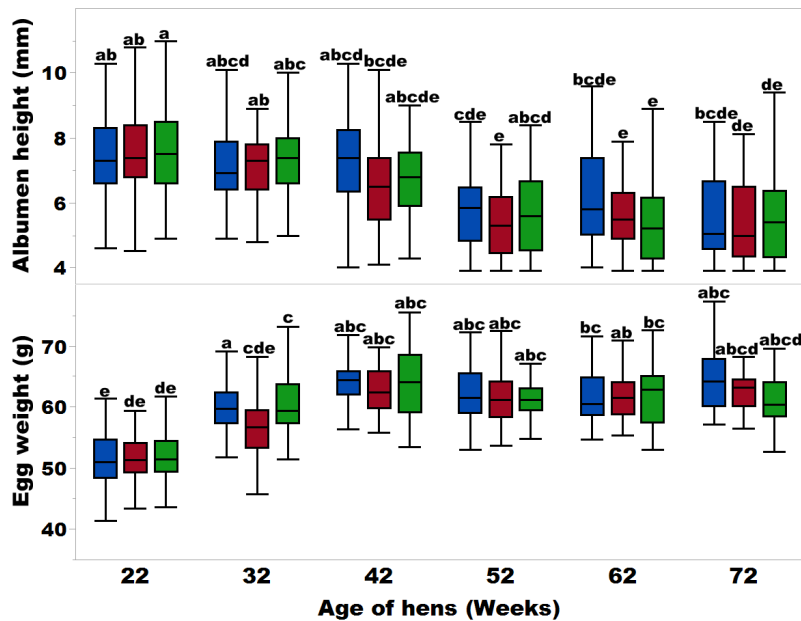 Albumen height (mm)
10
8
6
4
ab ab a
abcd ab abc
abcd bcde abcde
cde e abcd
bcde e e
bcde de de
Egg weight (g)
70
60
50
40
e de de
a cde c
abc abc abc
abc abc abc
bc ab bc
abc abcd abcd
22 32 42 52 62 72
Age of hens (Weeks)